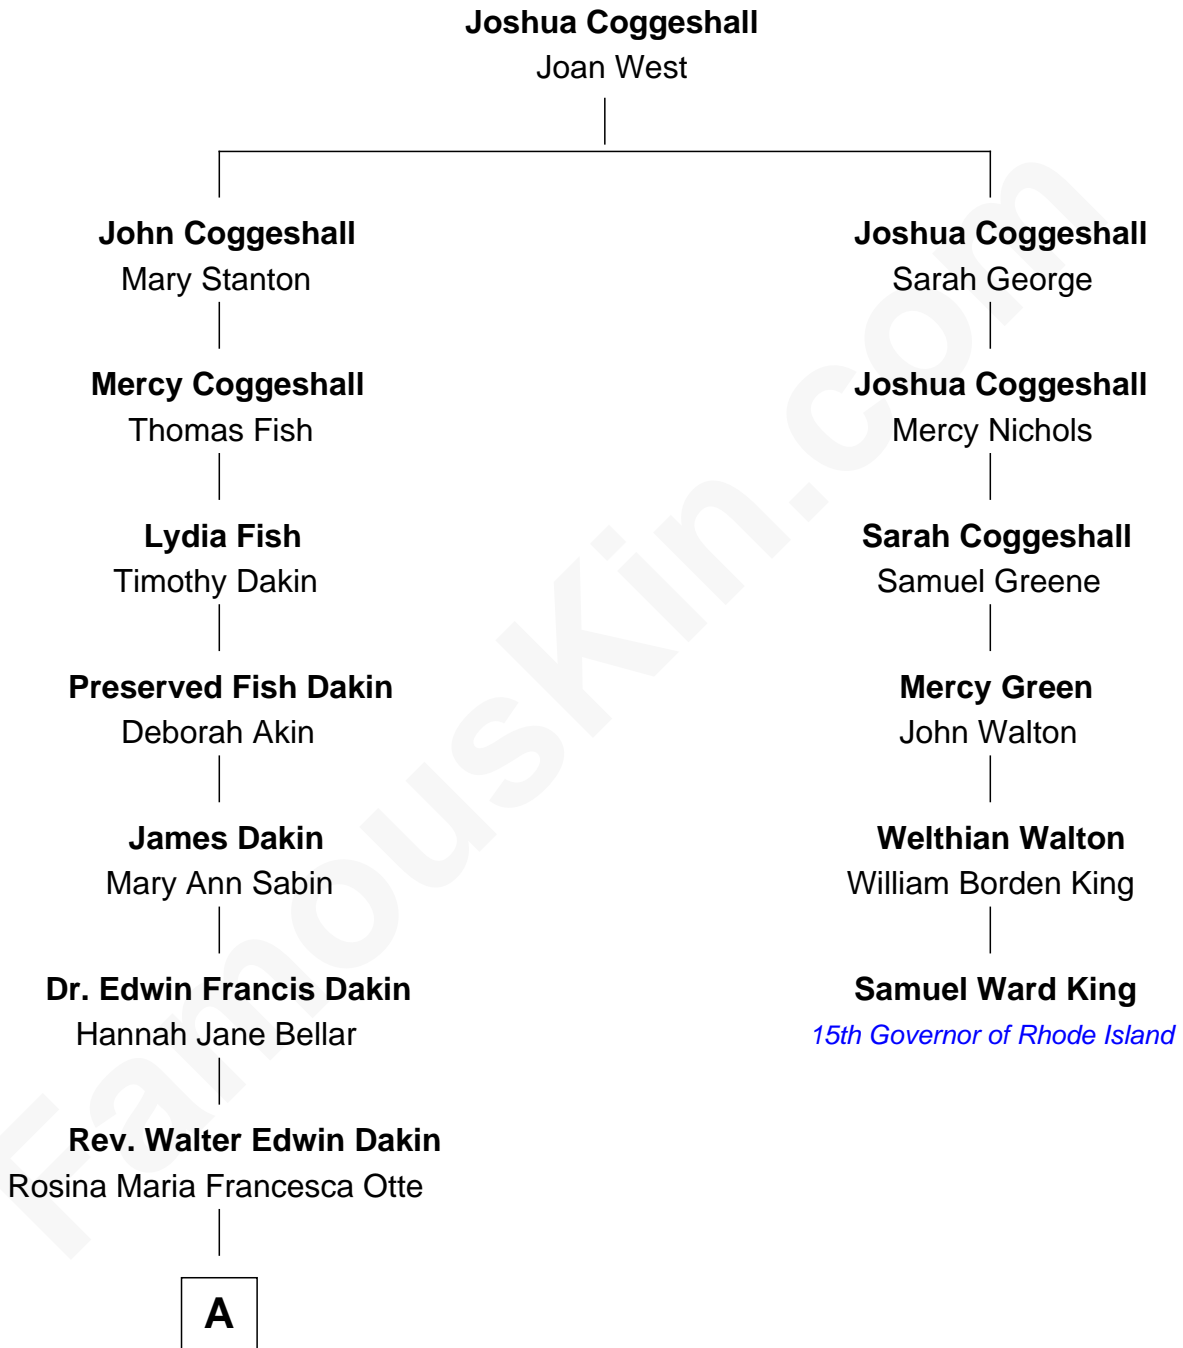 Joshua Coggeshall
Joan West
John Coggeshall
Mary Stanton
Mercy Coggeshall
Thomas Fish
Lydia Fish
Timothy Dakin
Preserved Fish Dakin
Deborah Akin
James Dakin
Mary Ann Sabin
Dr. Edwin Francis Dakin
Hannah Jane Bellar
Rev. Walter Edwin Dakin
Rosina Maria Francesca Otte
A
Joshua Coggeshall
Sarah George
Joshua Coggeshall
Mercy Nichols
Sarah Coggeshall
Samuel Greene
Mercy Green
John Walton
Welthian Walton
William Borden King
Samuel Ward King
15th Governor of Rhode Island
FamousKin.com